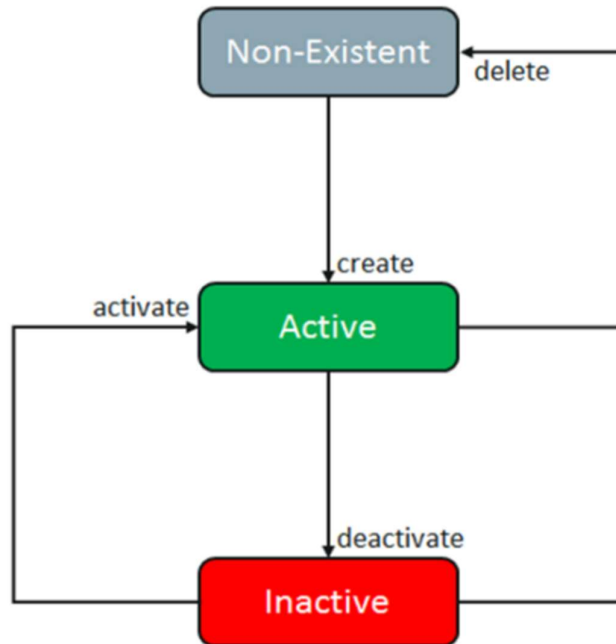 Non-Existent
delete
create
activate
Active
deactivate
Inactive